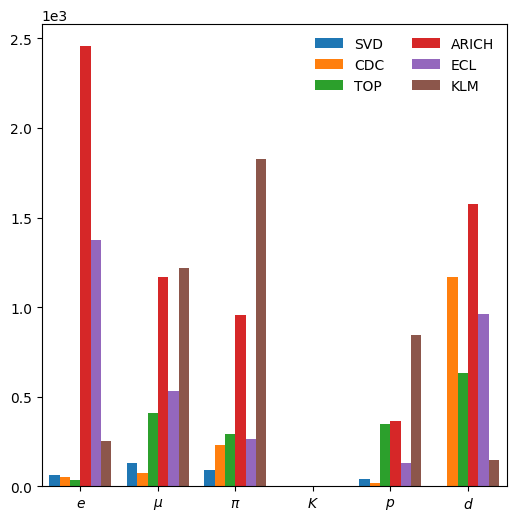 1e3
2.5
2.0
1.5
1.0
0.5
0.0
SVD ARICH
CDC ECL
TOP KLM
e μ π K p d